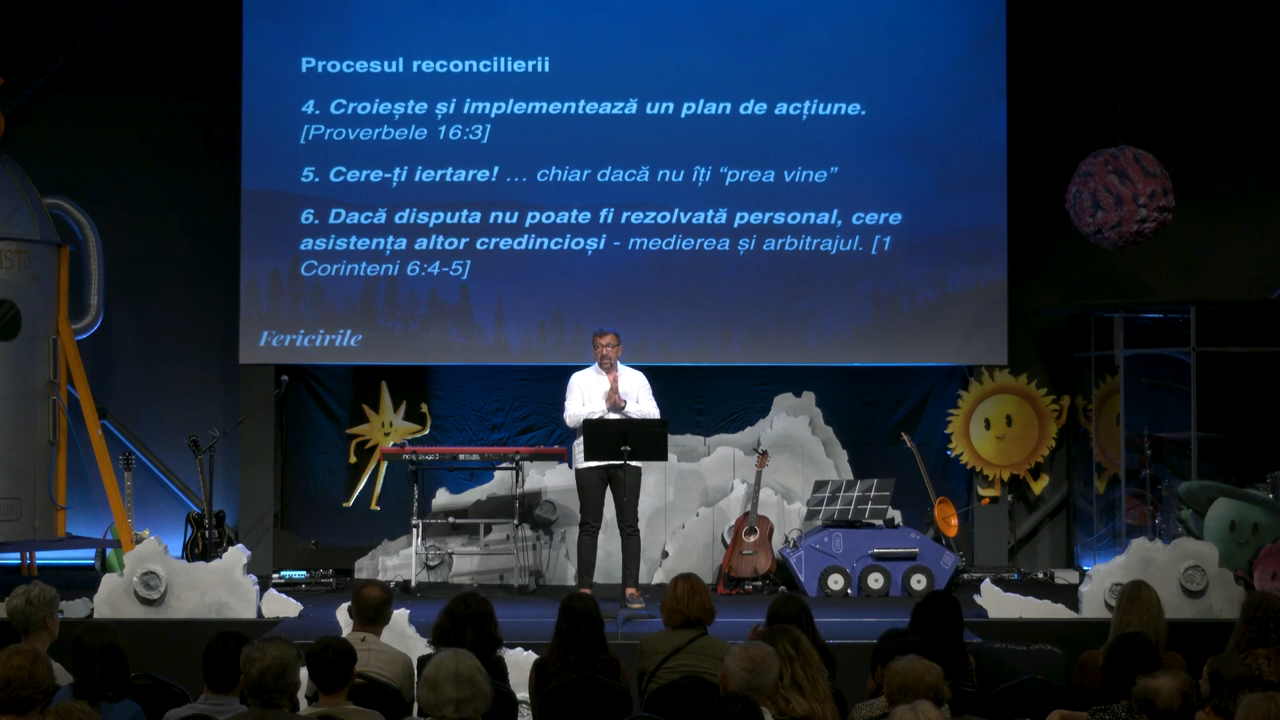 Procesul reconcilierii
4. Croiește și implementează un plan de acțiune.
[Proverbele 16:3]
5. Cere-ți iertare! … chiar dacă nu îți “prea vine”
6. Dacă disputa nu poate fi rezolvată personal, cere
asistența altor credincioși - medierea și arbitrajul. [1
Corinteni 6:4-5]
Fericirile